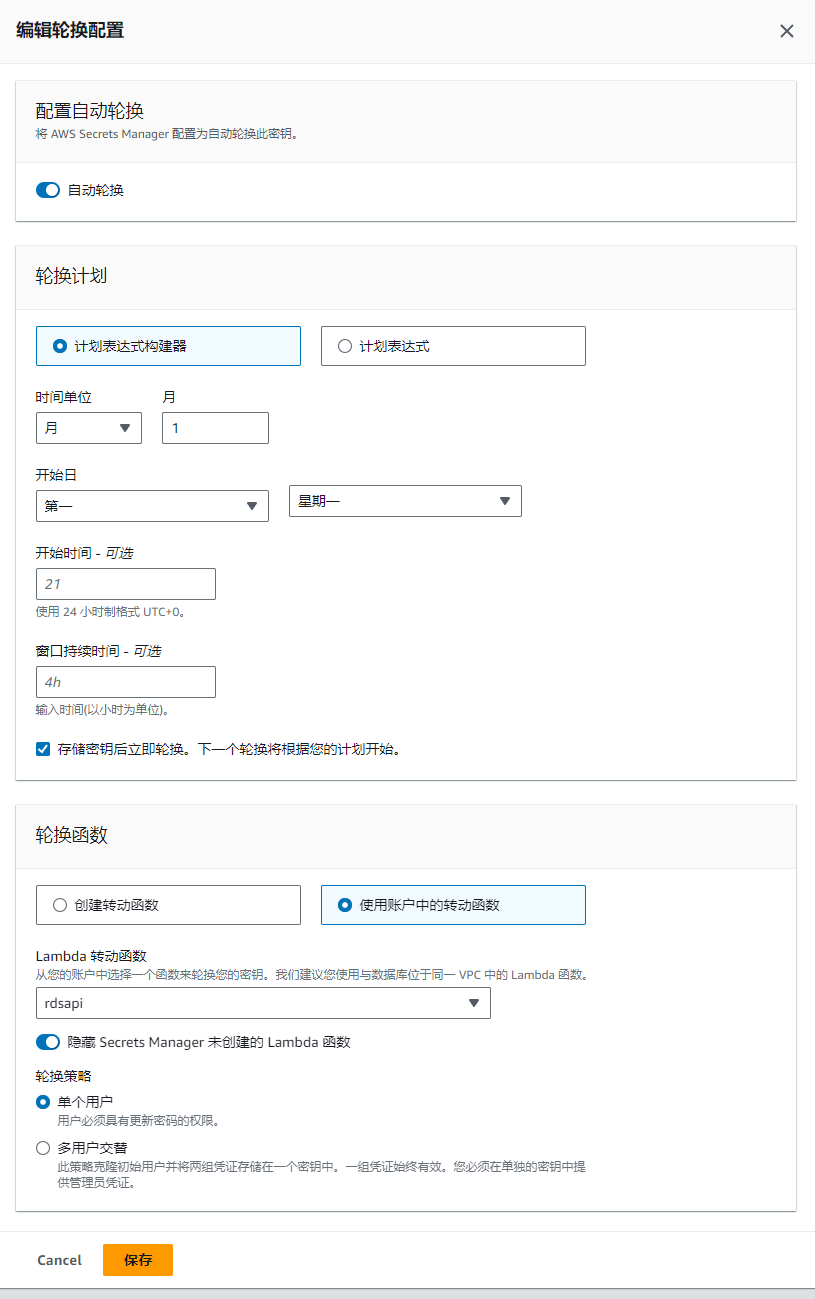 编辑轮换配置
配置自动轮换
将 AWS Secrets Manager 配置为自动轮换此密钥。
自动轮换
轮换计划
计划表达式构建器 计划表达式
时间单位 月
月 1
开始日
第一 星期一
开始时间 - 可选
21
使用 24 小时制格式 UTC+0。
窗口持续时间 - 可选
4h
输入时间(以小时为单位)。
存储密钥后立即轮换。下一个轮换将根据您的计划开始。
轮换函数
创建转动函数 使用账户中的转动函数
Lambda 转动函数
从您的账户中选择一个函数来轮换您的密钥。我们建议您使用与数据库位于同一 VPC 中的 Lambda 函数。
rdsapi
隐藏 Secrets Manager 未创建的 Lambda 函数
轮换策略
单个用户
用户必须具有更新密码的权限。
多用户交替
此策略克隆初始用户并将两组凭证存储在一个密钥中。一组凭证始终有效。您必须在单独的密钥中提
供管理员凭证。
Cancel 保存